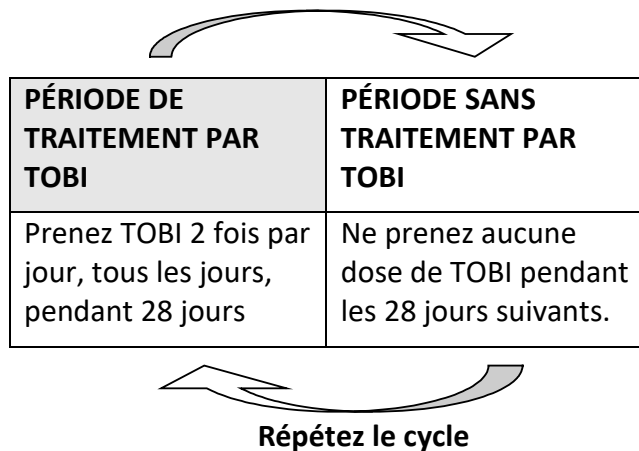 PÉRIODE DE
TRAITEMENT PAR
TOBI
PÉRIODE SANS
TRAITEMENT PAR
TOBI
Prenez TOBI 2 fois par
jour, tous les jours,
pendant 28 jours
Ne prenez aucune
dose de TOBI pendant
les 28 jours suivants.
Répétez le cycle